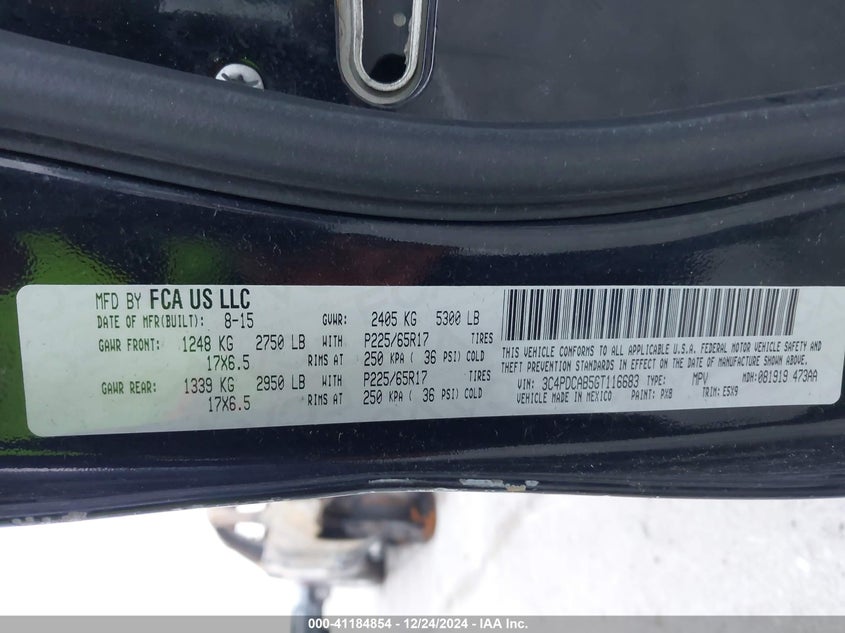 MFD BY FCA US LLC
DATE OF MFR(BUILT): 8-15 GVWR: 2405 KG 5300 LB
GAWR FRONT: 1248 KG 2750 LB WITH P225/65R17 TIRES
17X6.5 RIMS AT 250 KPA ( 36 PSI) COLD
GAWR REAR: 1339 KG 2950 LB WITH P225/65R17 TIRES
17X6.5 RIMS AT 250 KPA ( 36 PSI) COLD
THIS VEHICLE CONFORMS TO ALL APPLICABLE U.S.A. FEDERAL MOTOR VEHICLE SAFETY AND
THEFT PREVENTION STANDARDS IN EFFECT ON THE DATE OF MANUFACTURE SHOWN ABOVE.
VIN: 3C4PDCAB5GT116683 TYPE: MPV MDH: 081919 473AA
VEHICLE MADE IN MEXICO PAINT: PX8 TRIM: E5X9
000-41184854 - 12/24/2024 - IAA Inc.